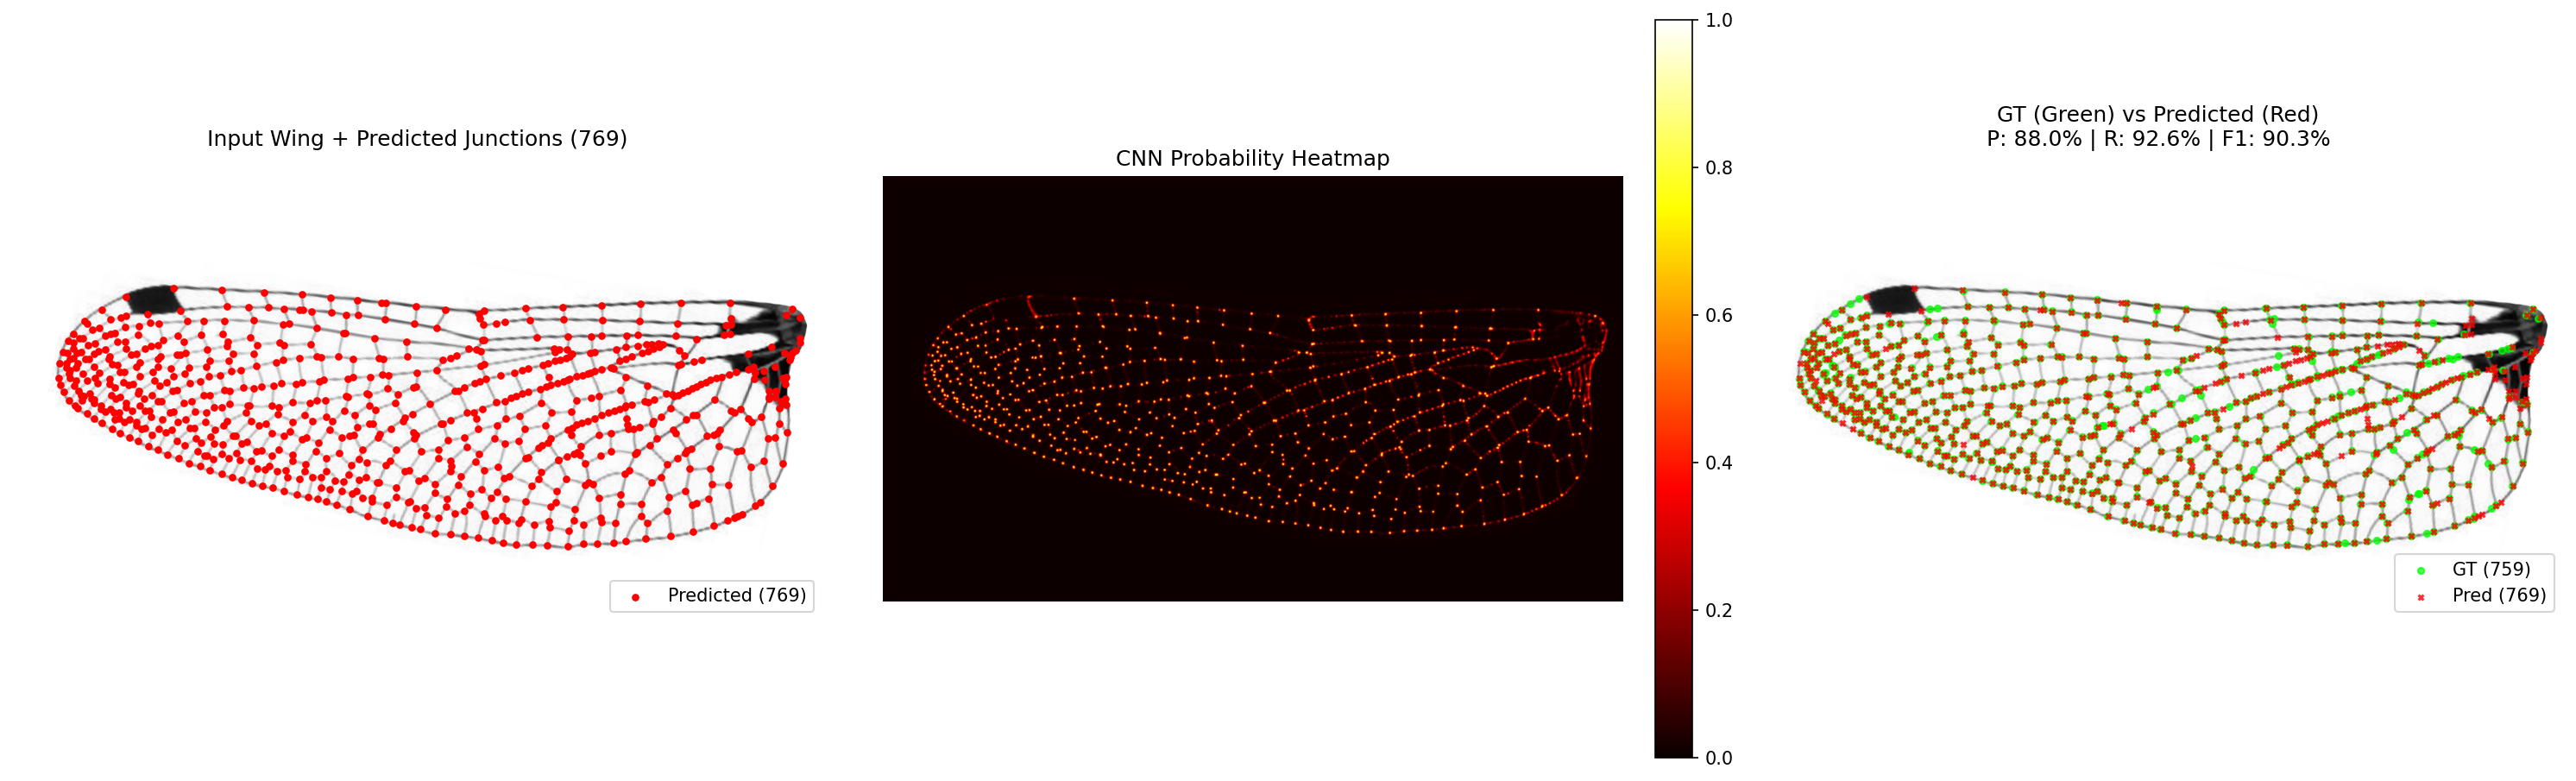 Input Wing + Predicted Junctions (769)
Predicted (769)
CNN Probability Heatmap
1.0
0.8
0.6
0.4
0.2
0.0
GT (Green) vs Predicted (Red)
P: 88.0% | R: 92.6% | F1: 90.3%
GT (759)
Pred (769)